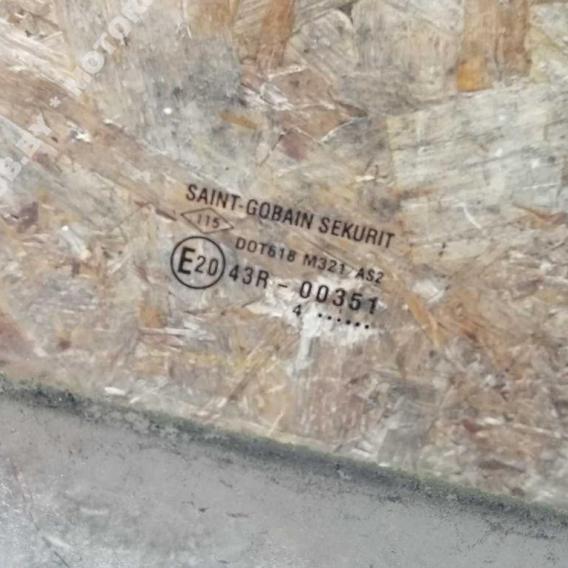 SAINT-GOBAIN SEKURIT
115
DOT618 M321 AS2
E20 43R - 00351
4 ......